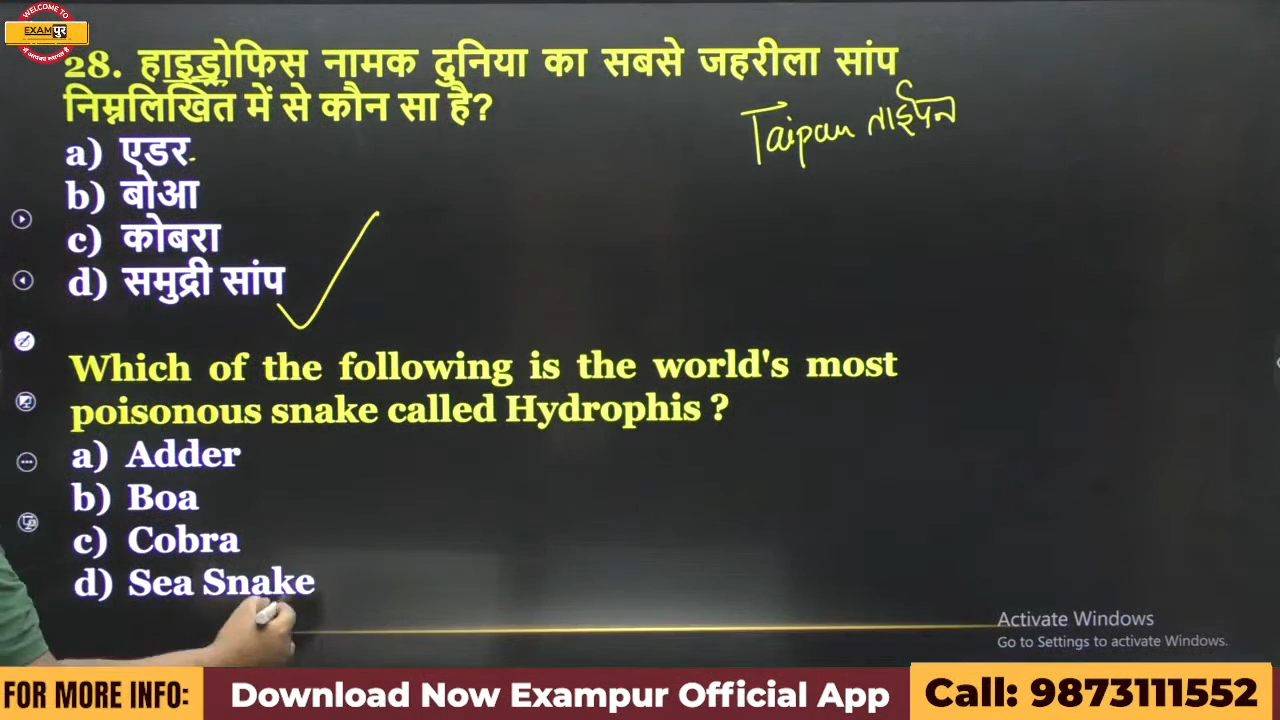 WELCOME TO
EXAMपुर
28. हाइड्रोफिस नामक दुनिया का सबसे जहरीला सांप
निम्नलिखित में से कौन सा है?
Taipan ताईपन
a) एडर
b) बोआ
c) कोबरा
d) समुद्री सांप
Which of the following is the world's most
poisonous snake called Hydrophis ?
a) Adder
b) Boa
c) Cobra
d) Sea Snake
Activate Windows
Go to Settings to activate Windows.
FOR MORE INFO:
Download Now Exampur Official App
Call: 9873111552